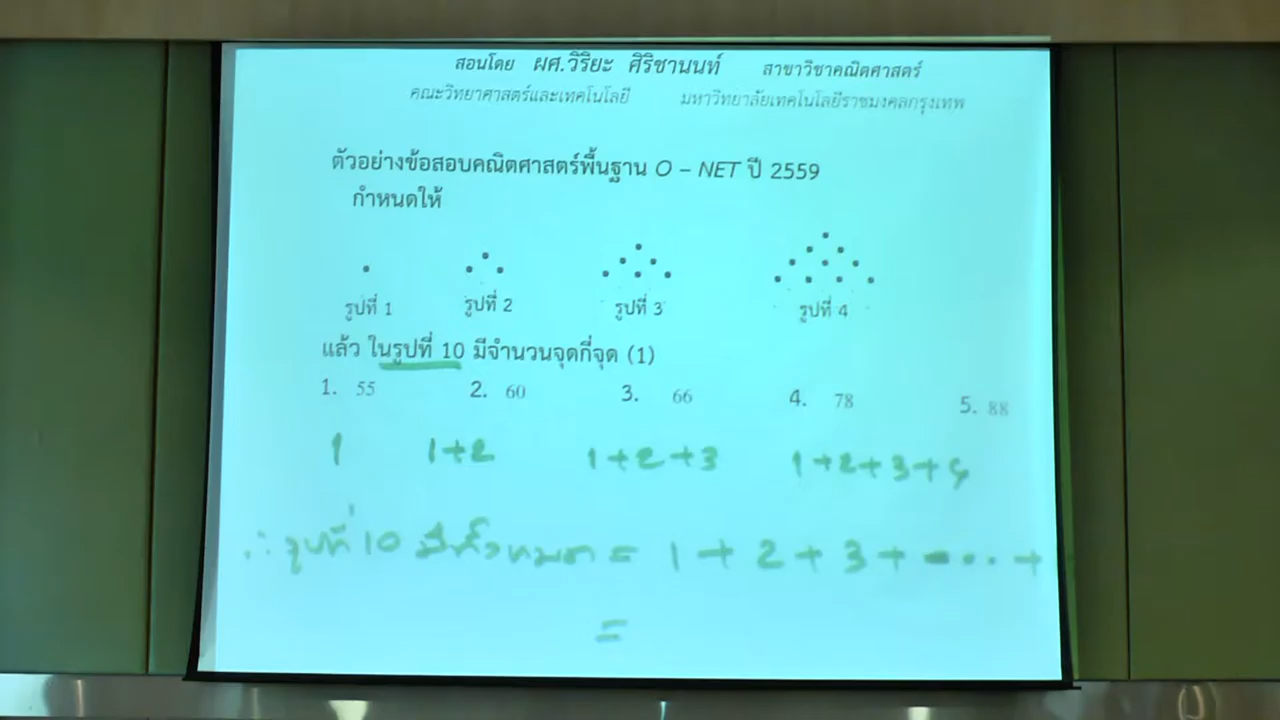 สอนโดย ผศ.วิริยะ ศิริชานนท์ สาขาวิชาคณิตศาสตร์
คณะวิทยาศาสตร์และเทคโนโลยี มหาวิทยาลัยเทคโนโลยีราชมงคลกรุงเทพ
ตัวอย่างข้อสอบคณิตศาสตร์พื้นฐาน O – NET ปี 2559
กำหนดให้
รูปที่ 1 รูปที่ 2 รูปที่ 3 รูปที่ 4
แล้ว ในรูปที่ 10 มีจำนวนจุดกี่จุด (1)
1. 55 2. 60 3. 66 4. 78 5. 88
1 1+2 1+2+3 1+2+3+4
∴ รูปที่ 10 มีทั้งหมด = 1 + 2 + 3 + .... +
=